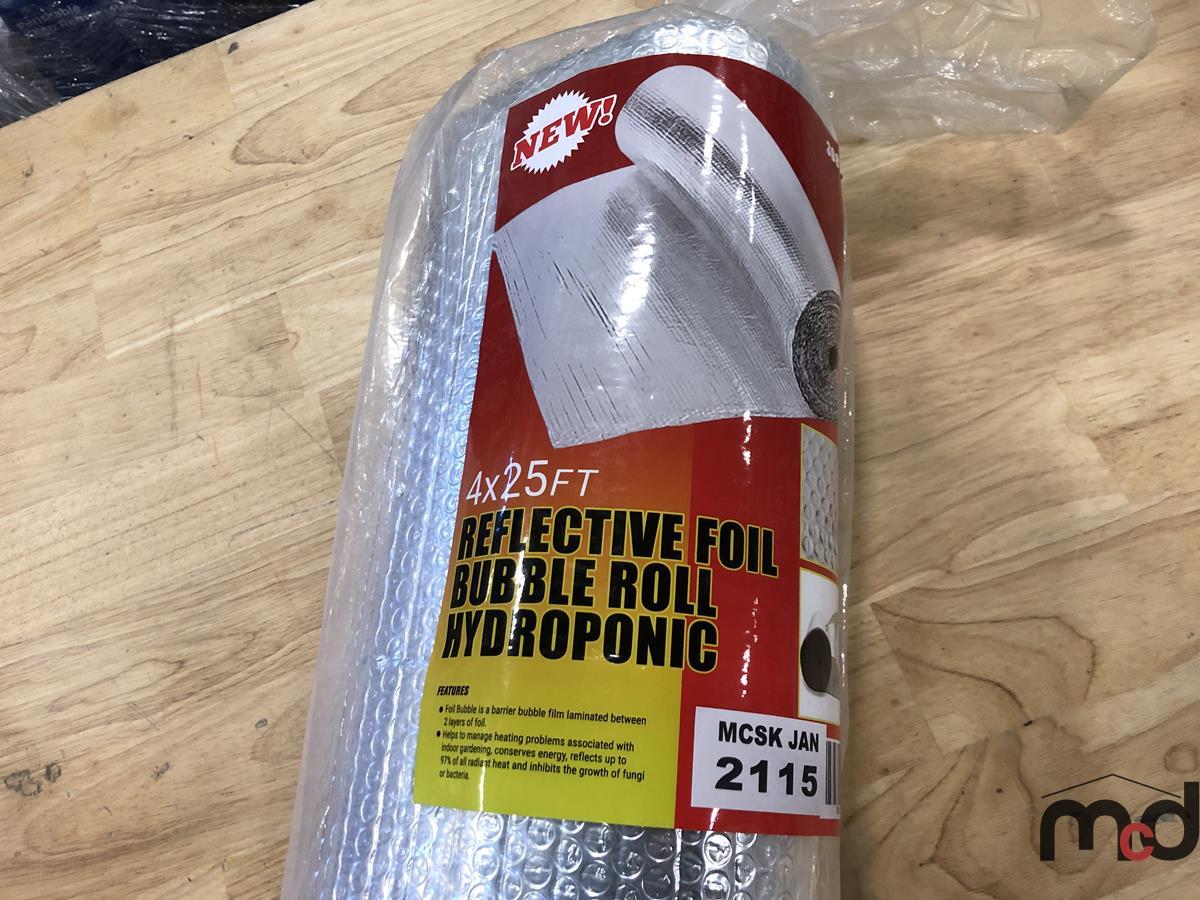 NEW!
4x25FT
REFLECTIVE FOIL
BUBBLE ROLL
HYDROPONIC
FEATURES
● Foil Bubble is a barrier bubble film laminated between
2 layers of foil.
● Helps to manage heating problems associated with
indoor gardening, conserves energy, reflects up to
97% of all radiant heat and inhibits the growth of fungi
or bacteria.
MCSK JAN
2115
mcd